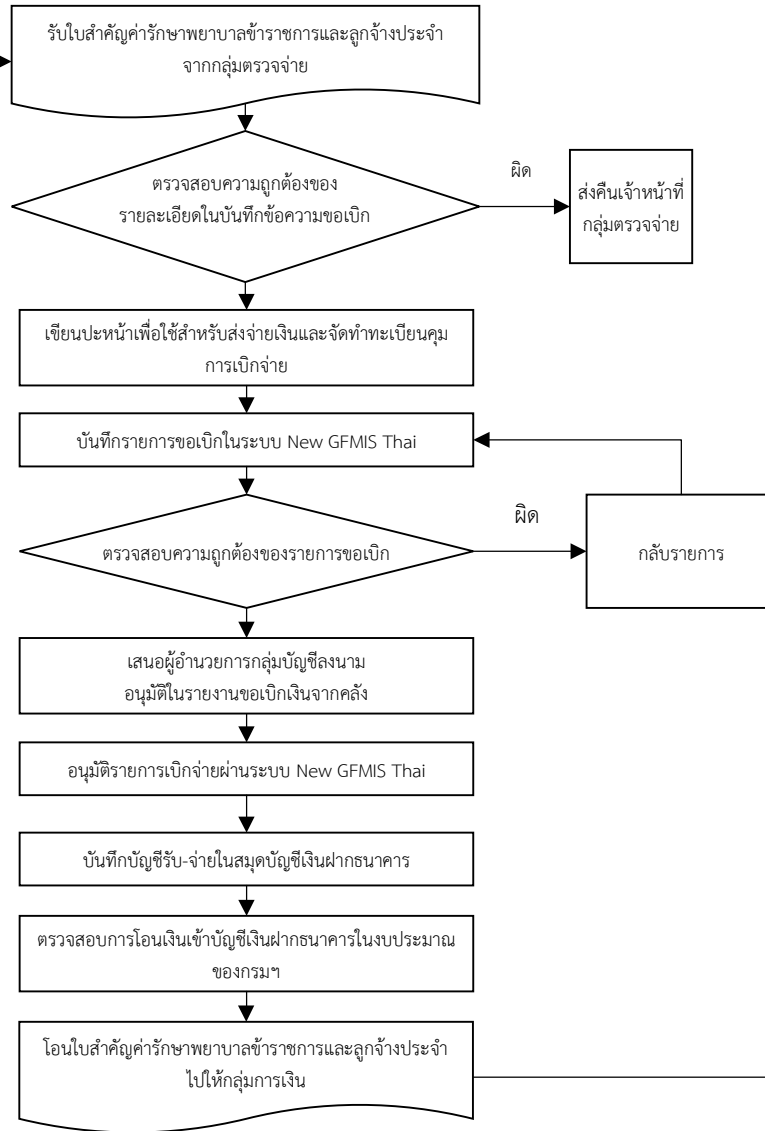 รับใบสำคัญค่ารักษาพยาบาลข้าราชการและลูกจ้างประจำ
จากกลุ่มตรวจจ่าย
ตรวจสอบความถูกต้องของ
รายละเอียดในบันทึกข้อความขอเบิก
ผิด
ส่งคืนเจ้าหน้าที่
กลุ่มตรวจจ่าย
เขียนปะหน้าเพื่อใช้สำหรับส่งจ่ายเงินและจัดทำทะเบียนคุม
การเบิกจ่าย
บันทึกรายการขอเบิกในระบบ New GFMIS Thai
ตรวจสอบความถูกต้องของรายการขอเบิก
ผิด
กลับรายการ
เสนอผู้อำนวยการกลุ่มบัญชีลงนาม
อนุมัติในรายงานขอเบิกเงินจากคลัง
อนุมัติรายการเบิกจ่ายผ่านระบบ New GFMIS Thai
บันทึกบัญชีรับ-จ่ายในสมุดบัญชีเงินฝากธนาคาร
ตรวจสอบการโอนเงินเข้าบัญชีเงินฝากธนาคารในงบประมาณ
ของกรมฯ
โอนใบสำคัญค่ารักษาพยาบาลข้าราชการและลูกจ้างประจำ
ไปให้กลุ่มการเงิน